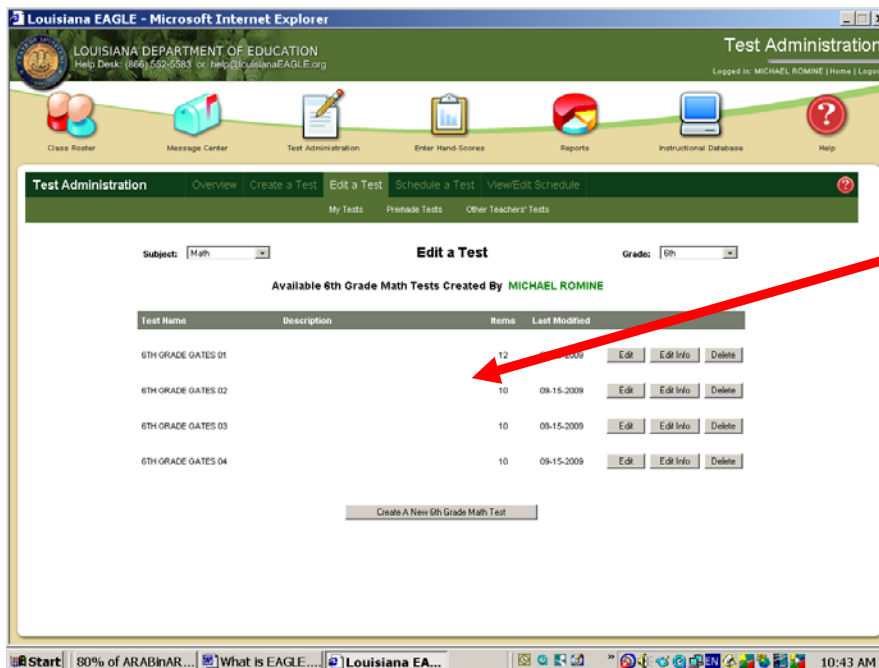 Louisiana EAGLE - Microsoft Internet Explorer
LOUISIANA DEPARTMENT OF EDUCATION
Help Desk: (866) 552-5583 or help@louisianaEAGLE.org
Test Administration
Logged in: MICHAEL ROMINE | Home | Logou
Class Roster Message Center Test Administration Enter Hand-Scores Reports Instructional Database Help
Test Administration Overview Create a Test Edit a Test Schedule a Test View/Edit Schedule
My Tests Premade Tests Other Teachers' Tests
Subject: Math Edit a Test Grade: 6th
Available 6th Grade Math Tests Created By MICHAEL ROMINE
Test Name Description Items Last Modified
6TH GRADE GATES 01 12 Edit Edit Info Delete
6TH GRADE GATES 02 10 09-15-2009 Edit Edit Info Delete
6TH GRADE GATES 03 10 09-15-2009 Edit Edit Info Delete
6TH GRADE GATES 04 10 09-15-2009 Edit Edit Info Delete
Create A New 6th Grade Math Test
Start 80% of ARABinAR... What is EAGLE.... Louisiana EA... EN 10:43 AM